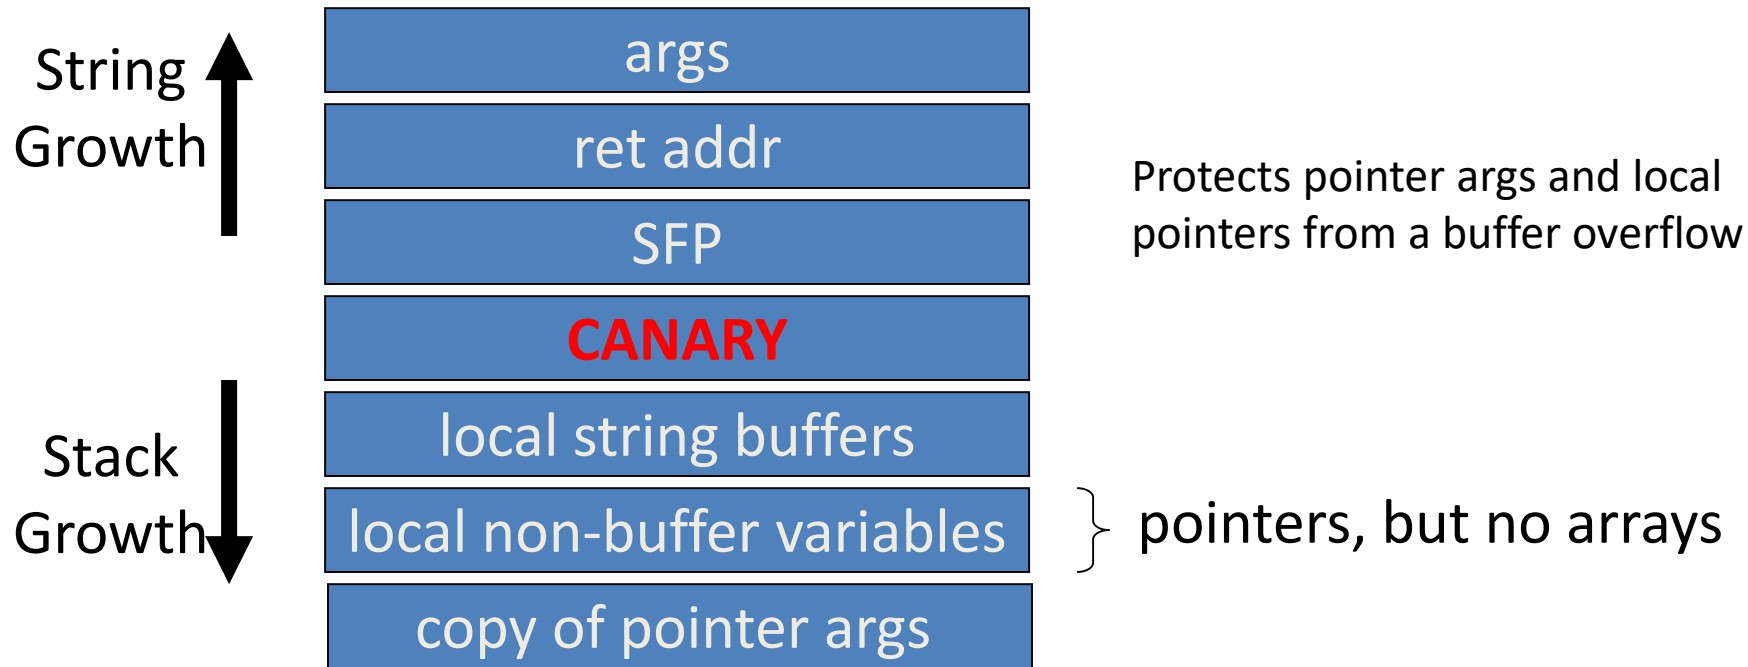 String
Growth
args
ret addr
SFP
CANARY
local string buffers
local non-buffer variables
copy of pointer args
Stack
Growth
Protects pointer args and local
pointers from a buffer overflow
pointers, but no arrays